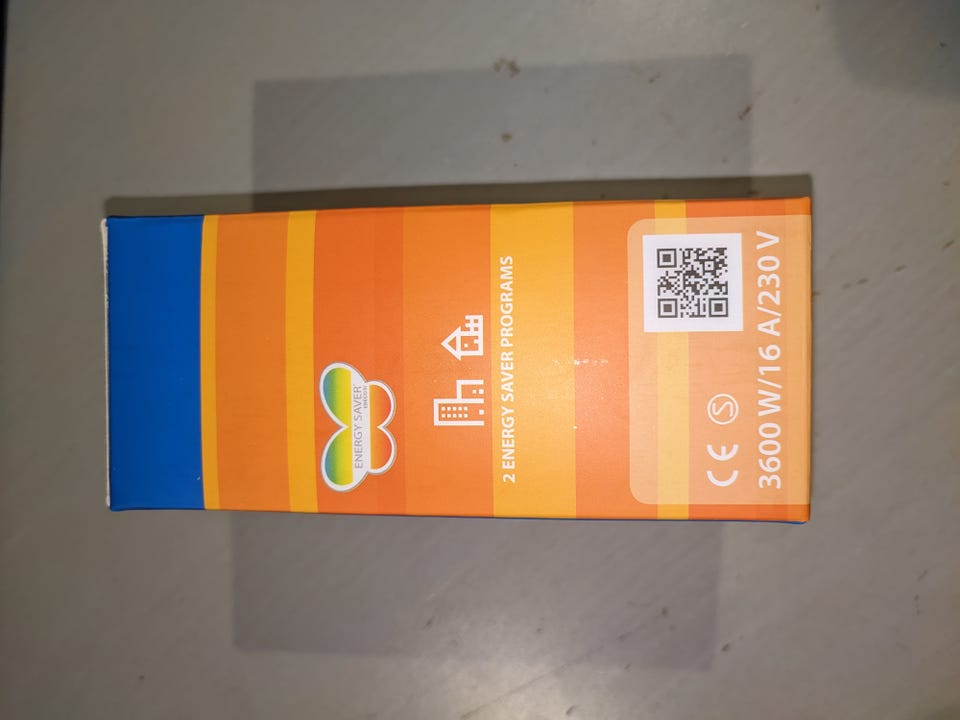 ENERGY SAVER
2 ENERGY SAVER PROGRAMS
CE S
3600 W/16 A/230 V